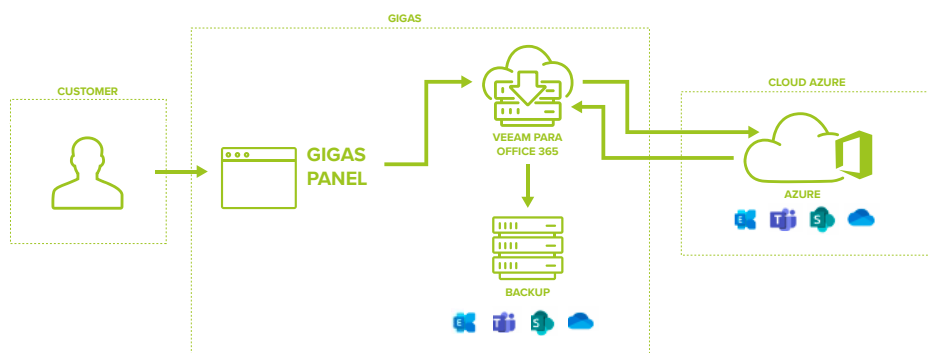 GIGAS
CUSTOMER
CLOUD AZURE
GIGAS
PANEL
VEEAM PARA
OFFICE 365
AZURE
E
T
S
BACKUP
E
T
S